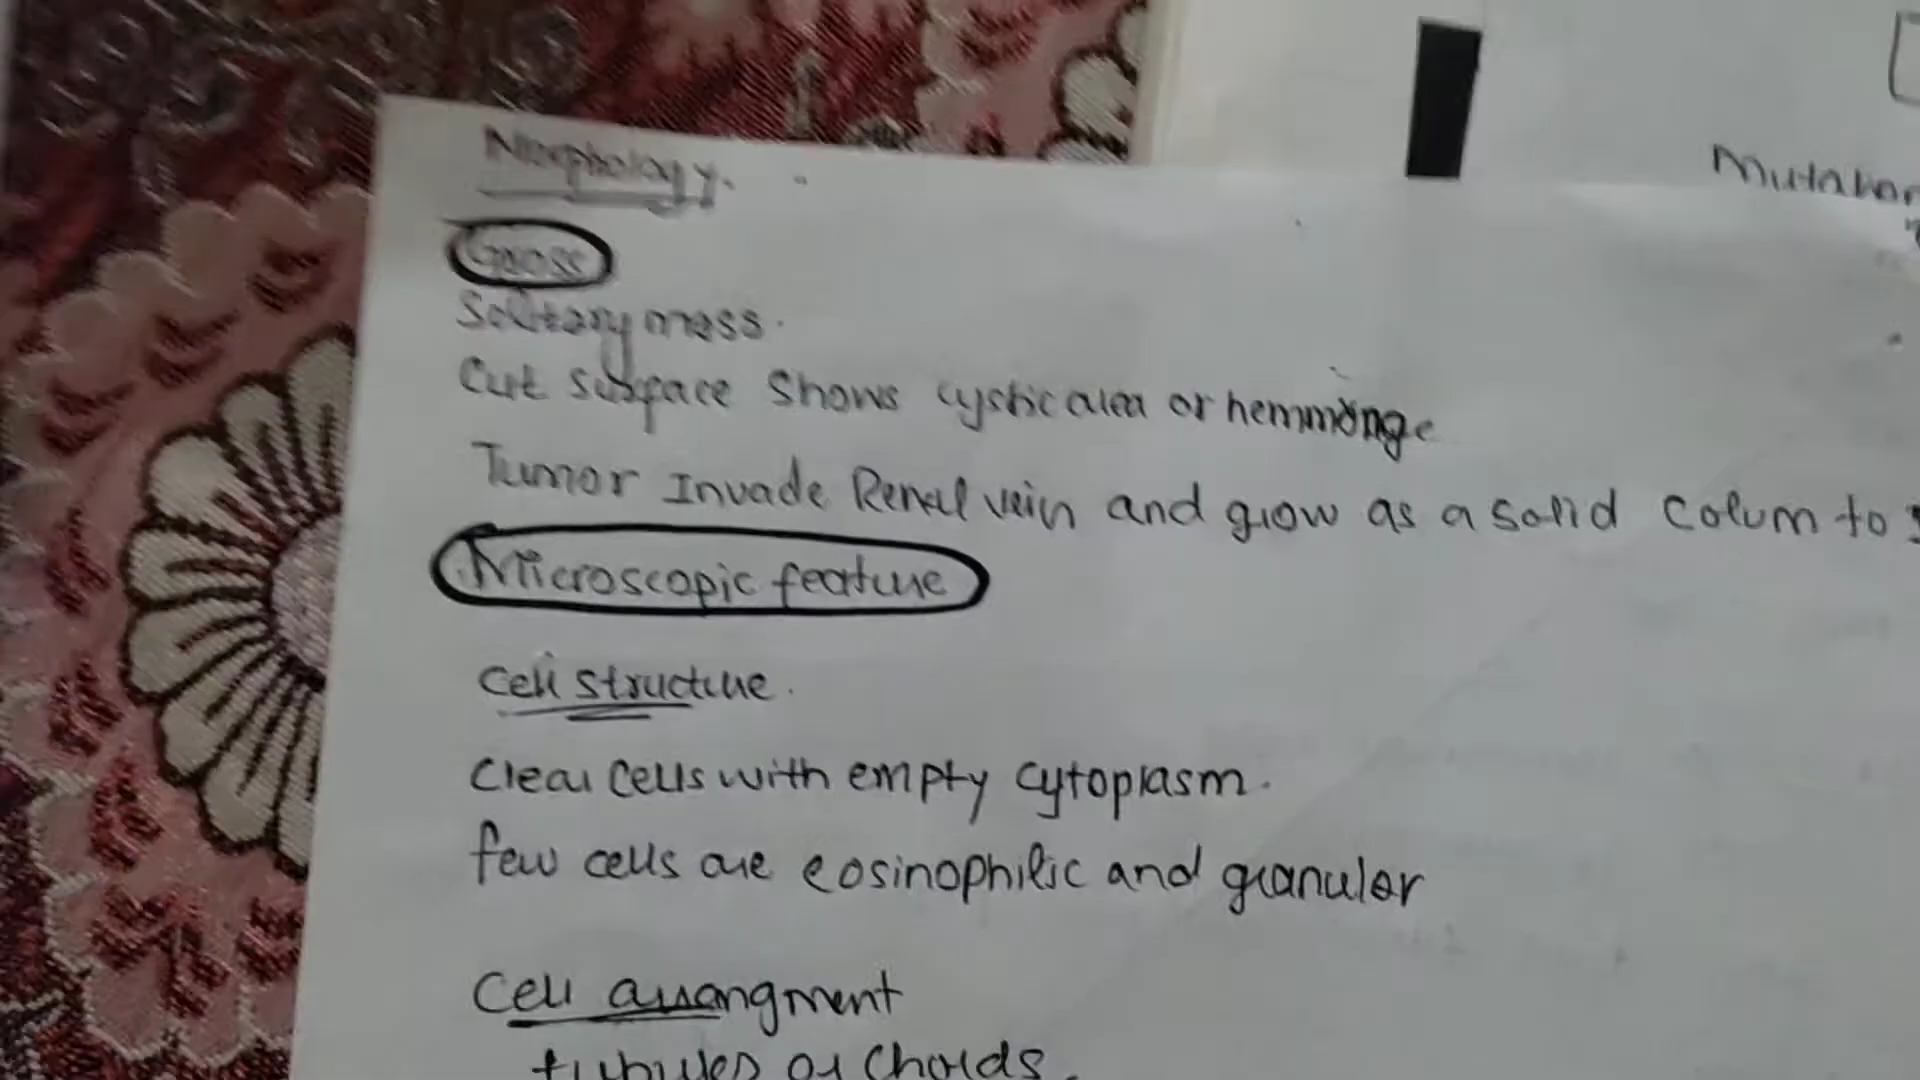 Morphology.
Gross
Solitary mass.
Cut surface shows cystic area or hemmorage
Tumor Invade Renal vein and grow as a solid Colum to
Microscopic feature
Cell structure.
Clear cells with empty cytoplasm.
few cells are eosinophilic and granular
Cell arrangment
tubules or Chords.